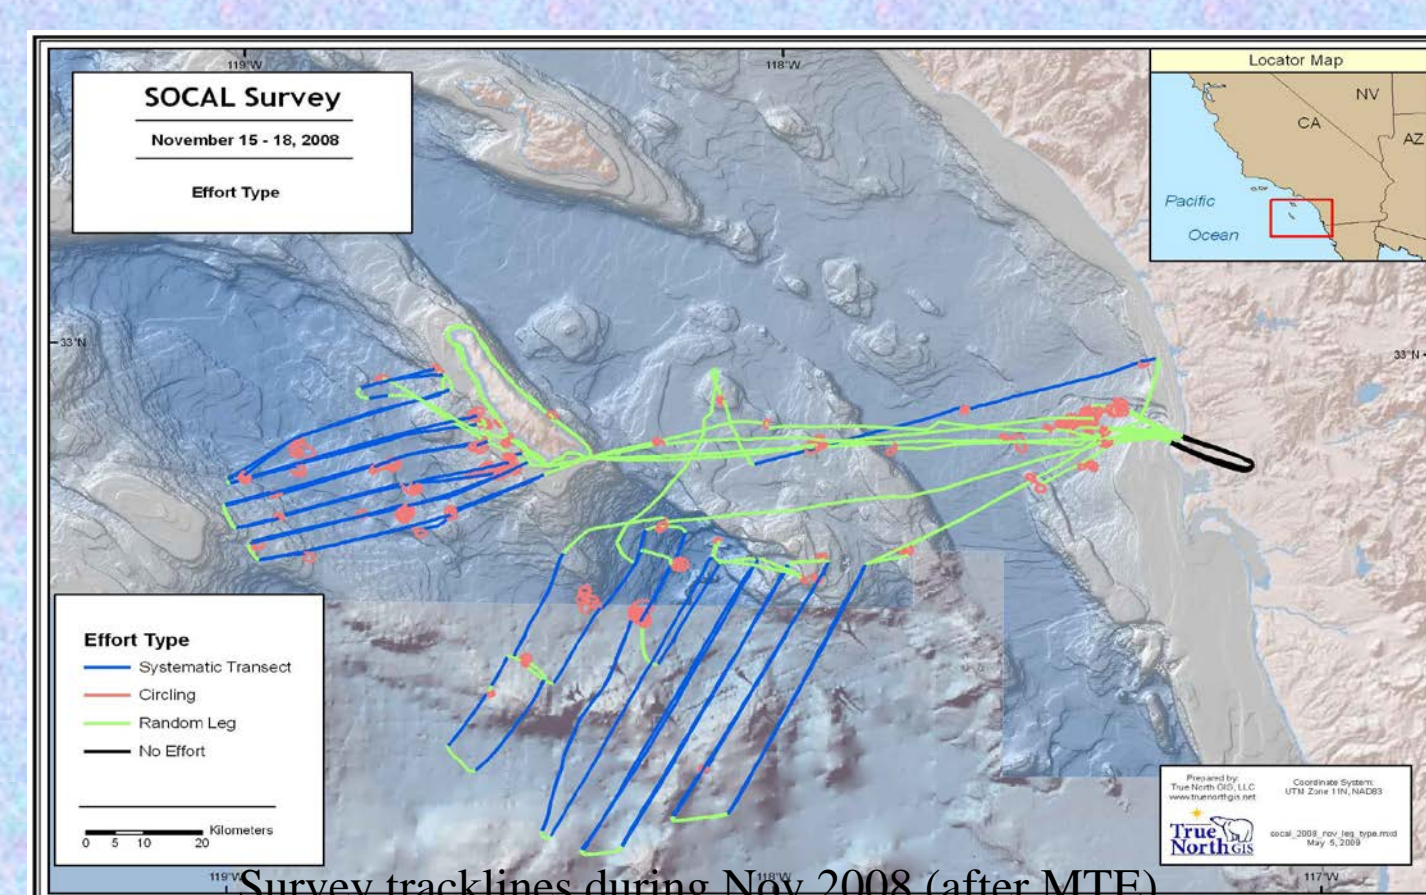 119°W
118°W
SOCAL Survey
November 15 - 18, 2008
Effort Type
Locator Map
NV
CA
AZ
Pacific
Ocean
33°N
33°N
Effort Type
Systematic Transect
Circling
Random Leg
No Effort
Kilometers
0 5 10 20
Prepared by:
True North GIS, LLC
www.truenorthgis.net
True
North GIS
Coordinate System:
UTM Zone 11N, NAD83
socal_2008_nov_leg_type.mxd
May 5, 2009
119°W
118°W
117°W
Survey tracklines during Nov 2008 (after MTE)